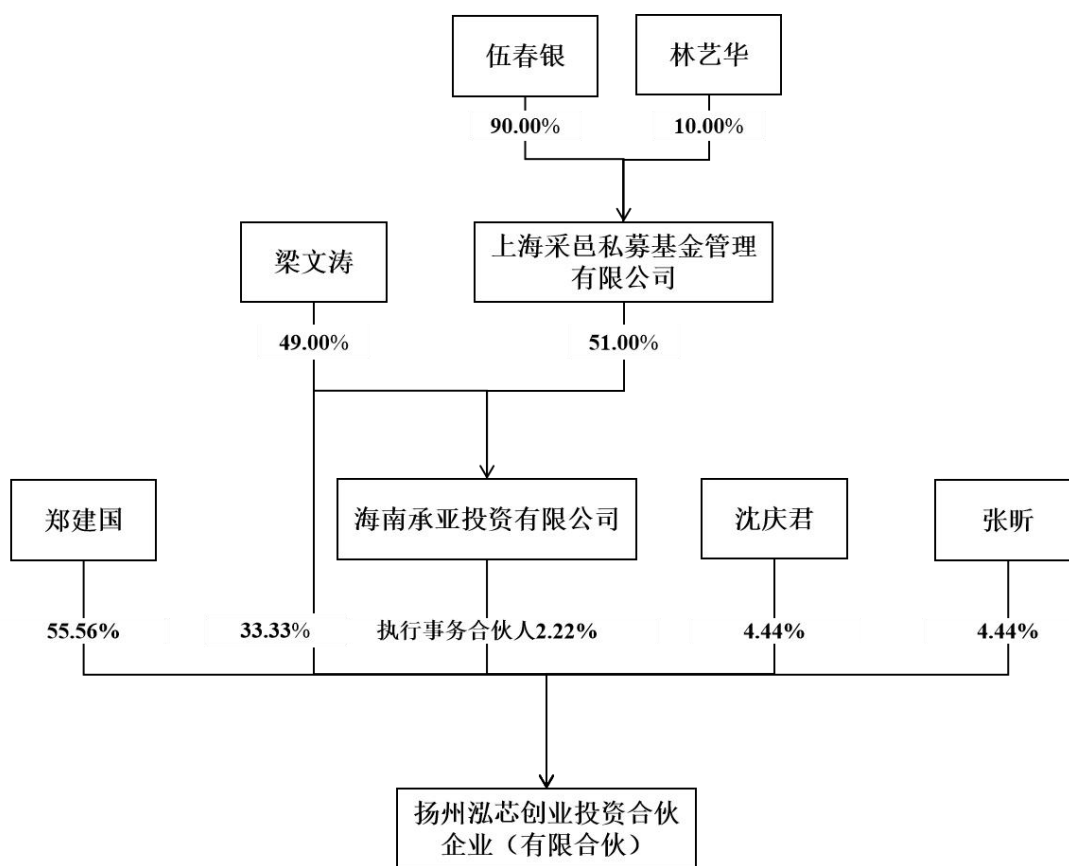 伍春银
林艺华
90.00%
10.00%
梁文涛
上海采邑私募基金管理
有限公司
49.00%
51.00%
郑建国
海南承亚投资有限公司
沈庆君
张昕
55.56%
33.33%
执行事务合伙人2.22%
4.44%
4.44%
扬州泓芯创业投资合伙
企业（有限合伙）